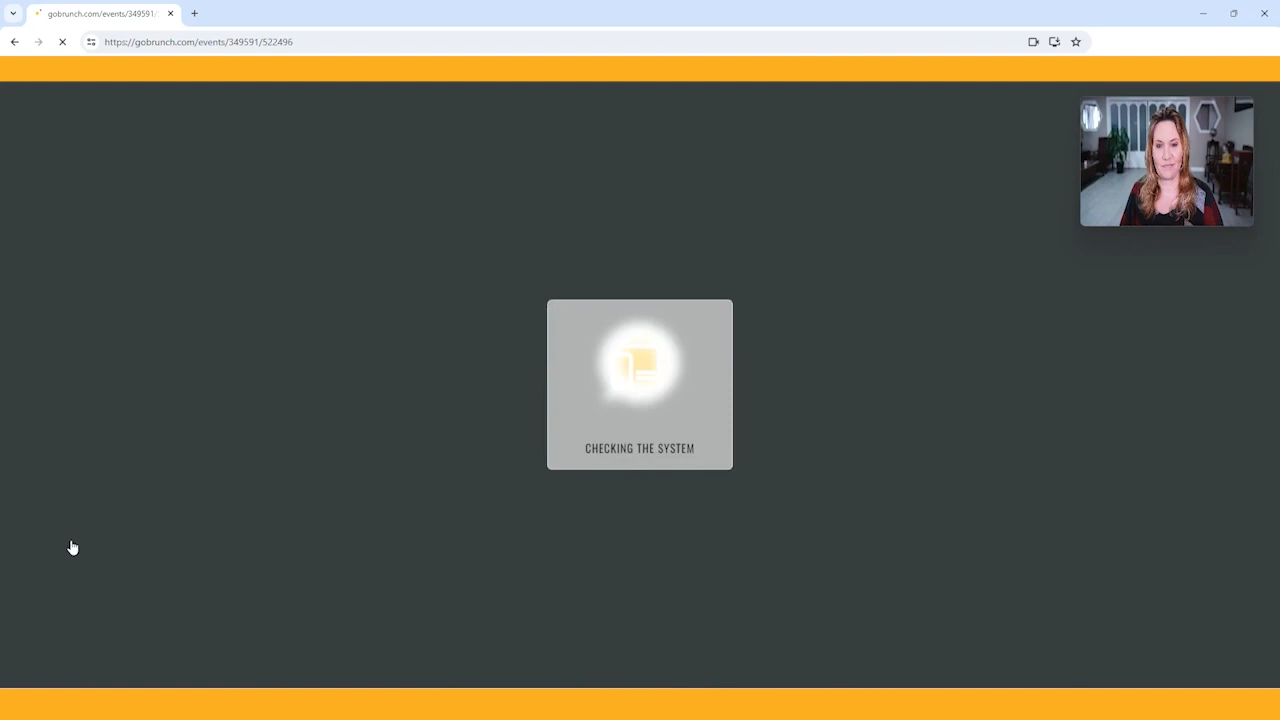 gobrunch.com/events/349591/
https://gobrunch.com/events/349591/522496
CHECKING THE SYSTEM